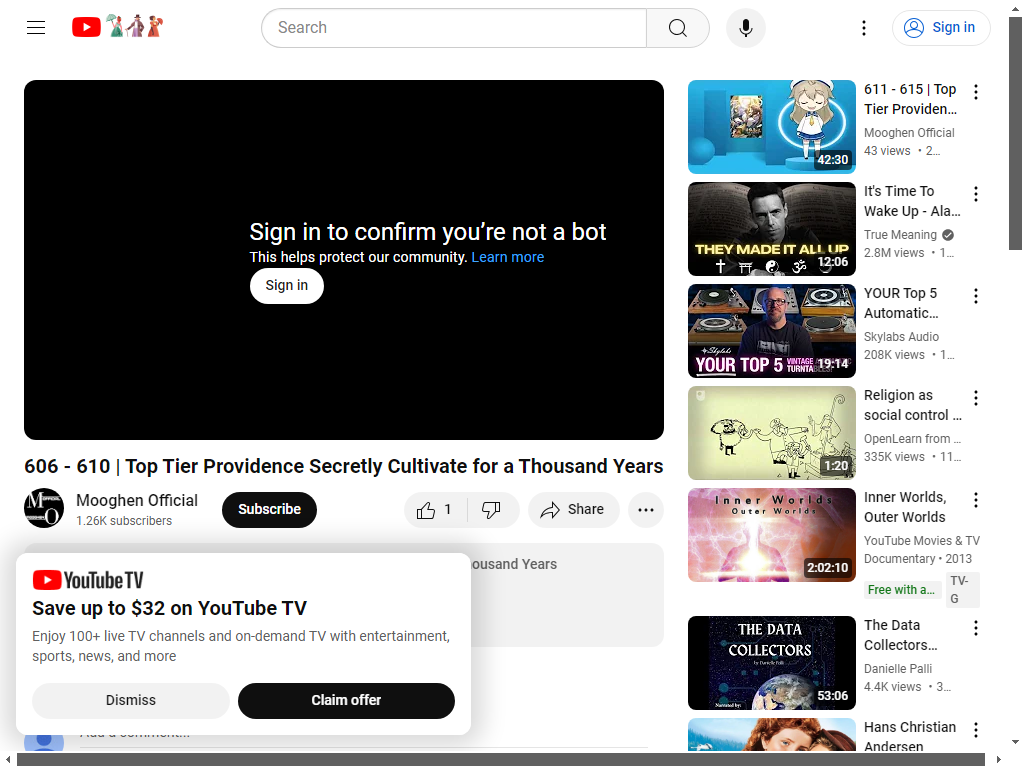 Search
Sign in
Sign in to confirm you're not a bot
This helps protect our community. Learn more
Sign in
606 - 610 | Top Tier Providence Secretly Cultivate for a Thousand Years
Mooghen Official
1.26K subscribers
Subscribe
1
Share
ousand Years
YouTube TV
Save up to $32 on YouTube TV
Enjoy 100+ live TV channels and on-demand TV with entertainment,
sports, news, and more
Dismiss
Claim offer
Add a comment...
42:30
611 - 615 | Top
Tier Providen...
Mooghen Official
43 views • 2...
THEY MADE IT ALL UP
12:06
It's Time To
Wake Up - Ala...
True Meaning
2.8M views • 1...
Skylabs
YOUR TOP 5 VINTAGE
TURNTABLES!
19:14
YOUR Top 5
Automatic...
Skylabs Audio
208K views • 1...
1:20
Religion as
social control ...
OpenLearn from ...
335K views • 11...
Inner Worlds
Outer Worlds
2:02:10
Inner Worlds,
Outer Worlds
YouTube Movies & TV
Documentary • 2013
Free with a...
TV-
G
THE DATA
COLLECTORS
by Danielle Palli
Narrated by:
53:06
The Data
Collectors...
Danielle Palli
4.4K views • 3...
Hans Christian
Andersen